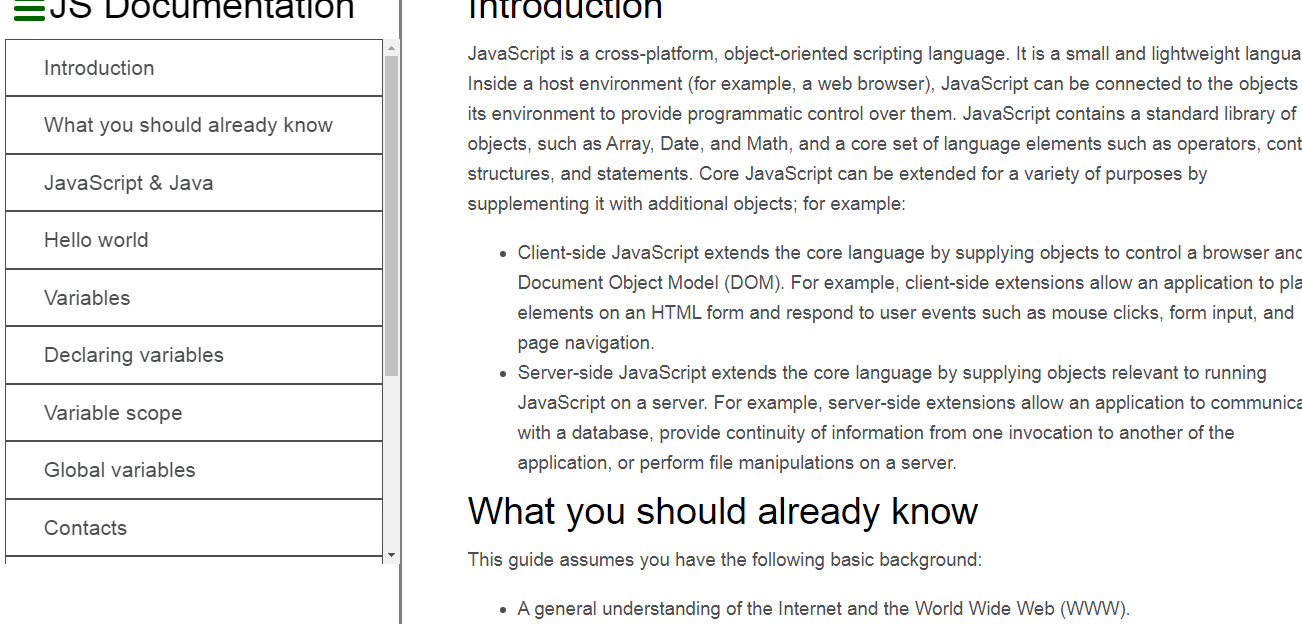 JS Documentation
Introduction
What you should already know
JavaScript & Java
Hello world
Variables
Declaring variables
Variable scope
Global variables
Contacts
Introduction
JavaScript is a cross-platform, object-oriented scripting language. It is a small and lightweight
Inside a host environment (for example, a web browser), JavaScript can be connected to the objects
its environment to provide programmatic control over them. JavaScript contains a standard library of
objects, such as Array, Date, and Math, and a core set of language elements such as operators,
structures, and statements. Core JavaScript can be extended for a variety of purposes by
supplementing it with additional objects; for example:
Client-side JavaScript extends the core language by supplying objects to control a browser and
Document Object Model (DOM). For example, client-side extensions allow an application to
elements on an HTML form and respond to user events such as mouse clicks, form input, and
page navigation.
Server-side JavaScript extends the core language by supplying objects relevant to running
JavaScript on a server. For example, server-side extensions allow an application to
with a database, provide continuity of information from one invocation to another of the
application, or perform file manipulations on a server.
What you should already know
This guide assumes you have the following basic background:
A general understanding of the Internet and the World Wide Web (WWW).